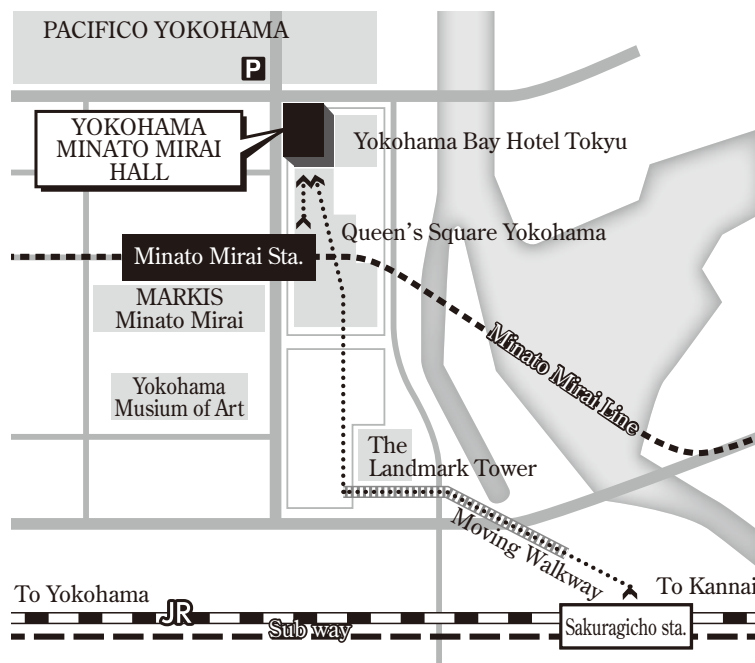 PACIFICO YOKOHAMA
P
YOKOHAMA
MINATO MIRAI
HALL
Yokohama Bay Hotel Tokyu
Queen's Square Yokohama
Minato Mirai Sta.
MARKIS
Minato Mirai
Minato Mirai Line
Yokohama
Musium of Art
The
Landmark Tower
Moving Walkway
To Yokohama
To Kannai
JR
Sub way
Sakuragicho sta.